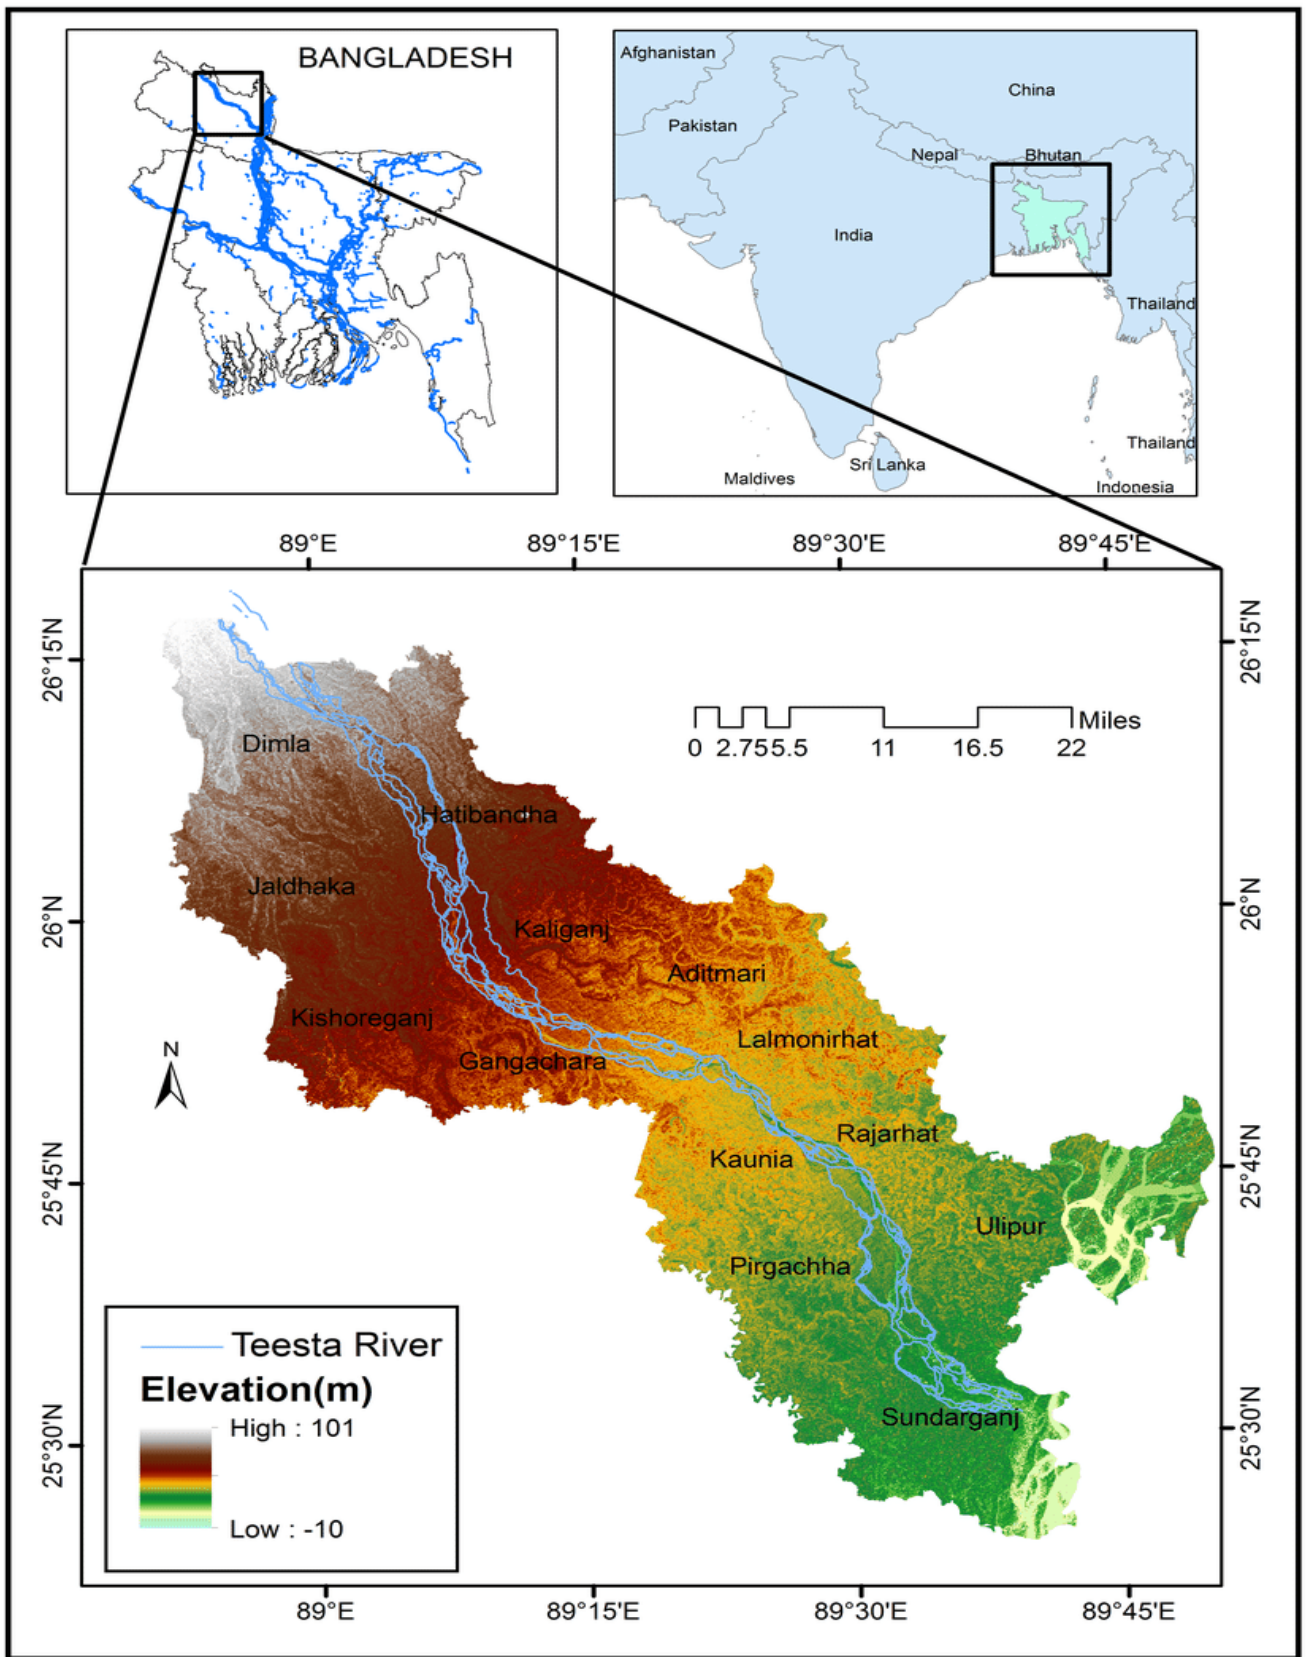 BANGLADESH
Afghanistan
China
Pakistan
Nepal
Bhutan
India
Thailand
Thailand
Sri Lanka
Maldives
Indonesia
89°E 89°15'E 89°30'E 89°45'E
26°15'N
26°15'N
Miles
0 2.755.5 11 16.5 22
Dimla
Hatibandha
Jaldhaka
26°N
26°N
Kaliganj
Aditmari
Kishoreganj
Lalmonirhat
N
Gangachara
Rajarhat
Kaunia
25°45'N
25°45'N
Ulipur
Pirgachha
Teesta River
Elevation(m)
High : 101
Low : -10
Sundarganj
25°30'N
25°30'N
89°E 89°15'E 89°30'E 89°45'E